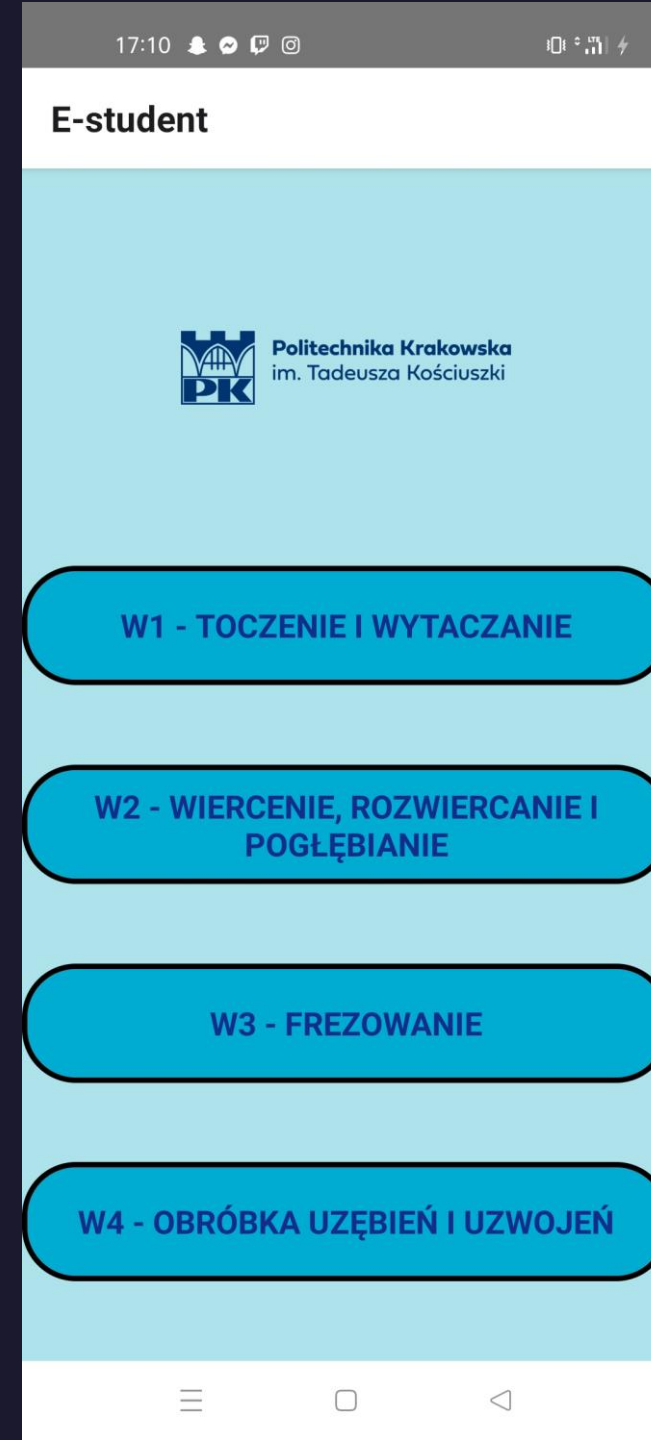 17:10
E-student
PK
Politechnika Krakowska
im. Tadeusza Kościuszki
W1 - TOCZENIE I WYTACZANIE
W2 - WIERCENIE, ROZWIERCANIE I
POGŁĘBIANIE
W3 - FREZOWANIE
W4 - OBRÓBKA UZĘBIEŃ I UZWOJEŃ